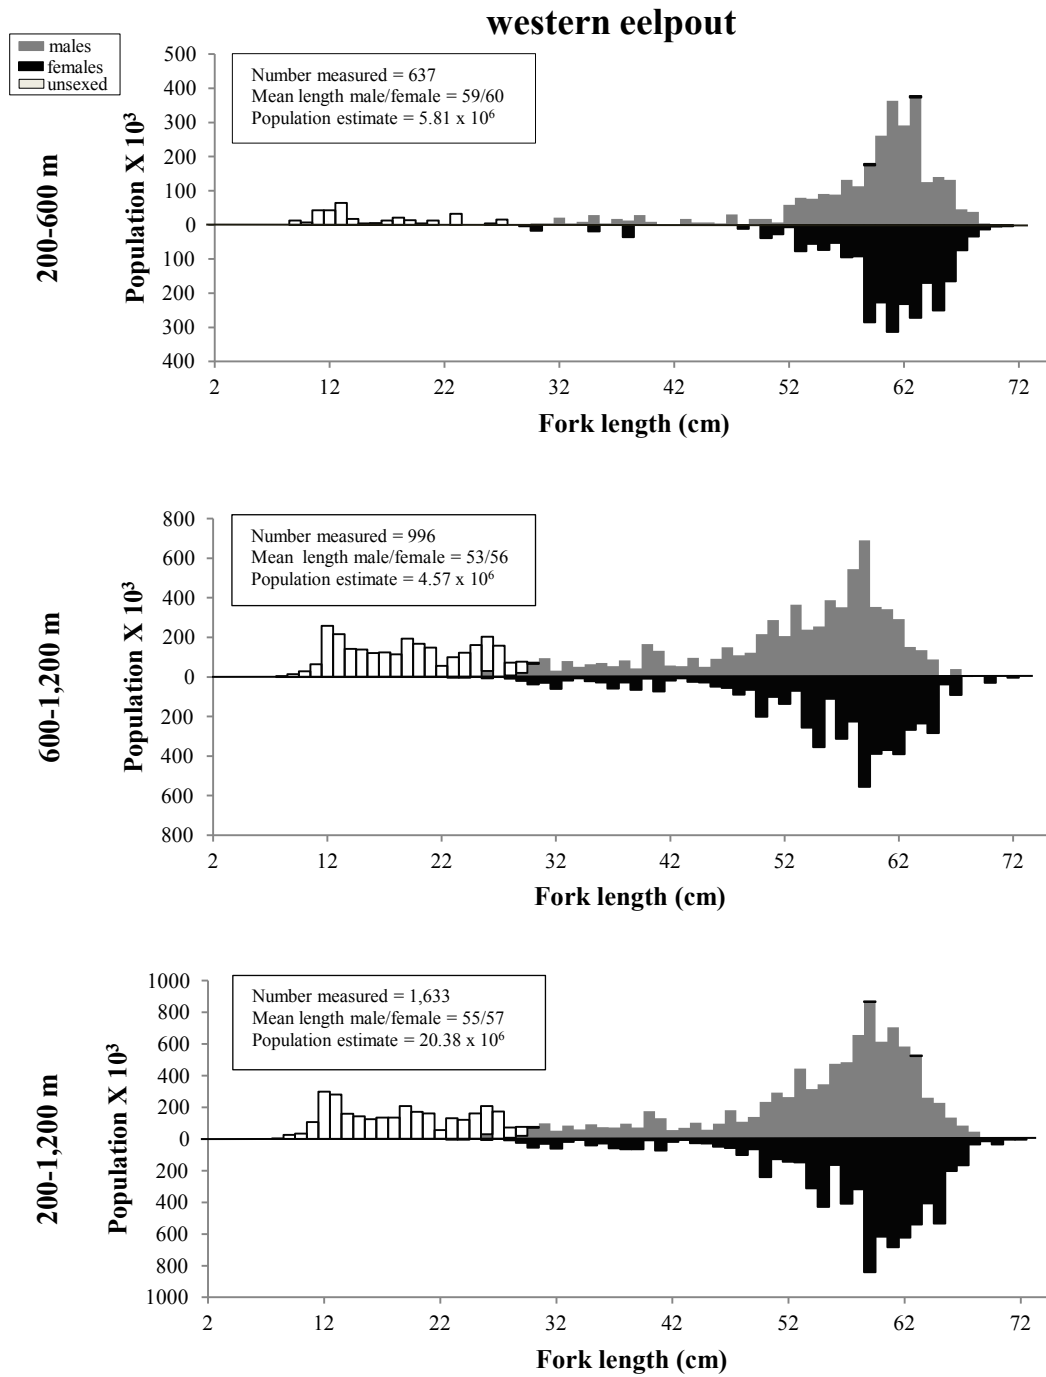 western eelpout
males
females
unsexed
200-600 m
Population X 10³
500
400
300
200
100
0
100
200
300
400
Number measured = 637
Mean length male/female = 59/60
Population estimate = 5.81 x 10⁶
2 12 22 32 42 52 62 72
Fork length (cm)
600-1,200 m
Population X 10³
800
600
400
200
0
200
400
600
800
Number measured = 996
Mean length male/female = 53/56
Population estimate = 4.57 x 10⁶
2 12 22 32 42 52 62 72
Fork length (cm)
200-1,200 m
Population X 10³
1000
800
600
400
200
0
200
400
600
800
1000
Number measured = 1,633
Mean length male/female = 55/57
Population estimate = 20.38 x 10⁶
2 12 22 32 42 52 62 72
Fork length (cm)